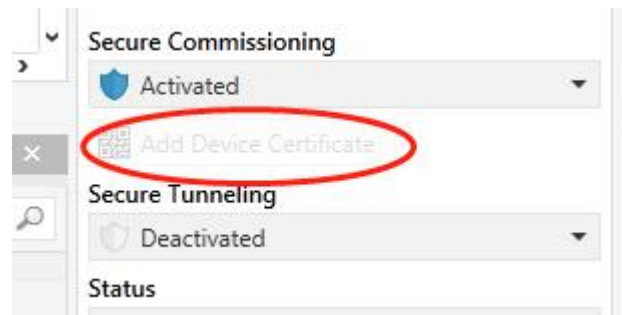 Secure Commissioning
Activated
Add Device Certificate
Secure Tunneling
Deactivated
Status